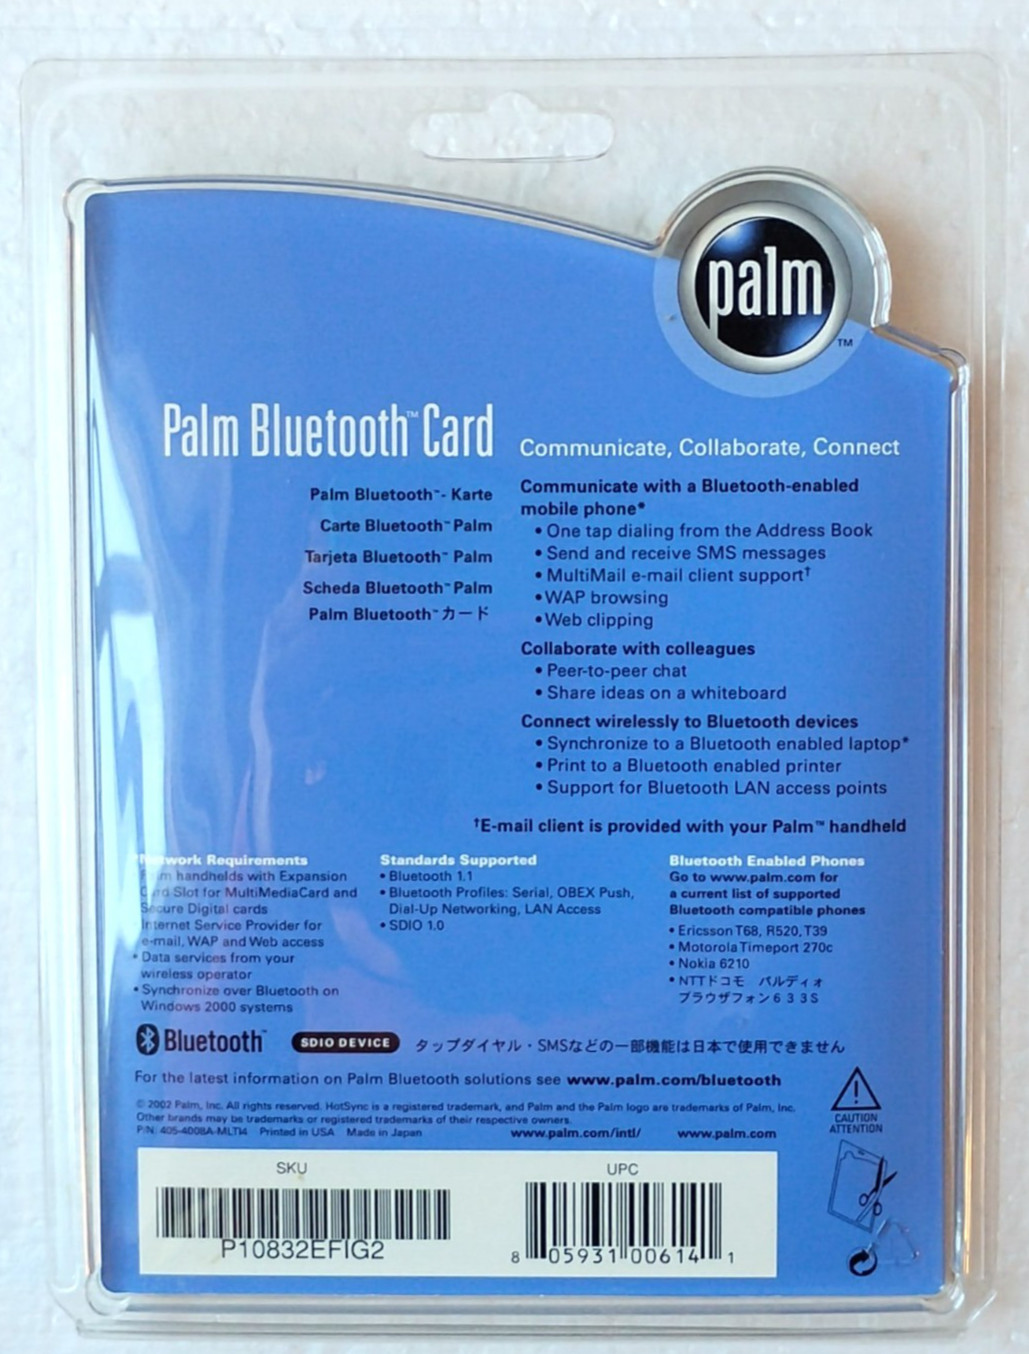 palm
TM
Palm Bluetooth™ Card
Palm Bluetooth™- Karte
Carte Bluetooth™ Palm
Tarjeta Bluetooth™ Palm
Scheda Bluetooth™ Palm
Palm Bluetooth™ カード
Communicate, Collaborate, Connect
Communicate with a Bluetooth-enabled
mobile phone*
• One tap dialing from the Address Book
• Send and receive SMS messages
• MultiMail e-mail client support†
• WAP browsing
• Web clipping
Collaborate with colleagues
• Peer-to-peer chat
• Share ideas on a whiteboard
Connect wirelessly to Bluetooth devices
• Synchronize to a Bluetooth enabled laptop*
• Print to a Bluetooth enabled printer
• Support for Bluetooth LAN access points
†E-mail client is provided with your Palm™ handheld
*Network Requirements
Palm handhelds with Expansion
Card Slot for MultiMediaCard and
Secure Digital cards
Internet Service Provider for
e-mail, WAP and Web access
• Data services from your
wireless operator
• Synchronize over Bluetooth on
Windows 2000 systems
Standards Supported
• Bluetooth 1.1
• Bluetooth Profiles: Serial, OBEX Push,
Dial-Up Networking, LAN Access
• SDIO 1.0
Bluetooth Enabled Phones
Go to www.palm.com for
a current list of supported
Bluetooth compatible phones
• Ericsson T68, R520, T39
• Motorola Timeport 270c
• Nokia 6210
• NTTドコモ パルディオ
ブラウザフォン６３３S
Bluetooth™
SDIO DEVICE
タップダイヤル・SMSなどの一部機能は日本で使用できません
For the latest information on Palm Bluetooth solutions see www.palm.com/bluetooth
© 2002 Palm, Inc. All rights reserved. HotSync is a registered trademark, and Palm and the Palm logo are trademarks of Palm, Inc.
Other brands may be trademarks or registered trademarks of their respective owners.
P/N: 405-4008A-MLTI4 Printed in USA Made in Japan www.palm.com/intl/ www.palm.com
CAUTION
ATTENTION
SKU
P10832EFIG2
UPC
8 05931 00614 1